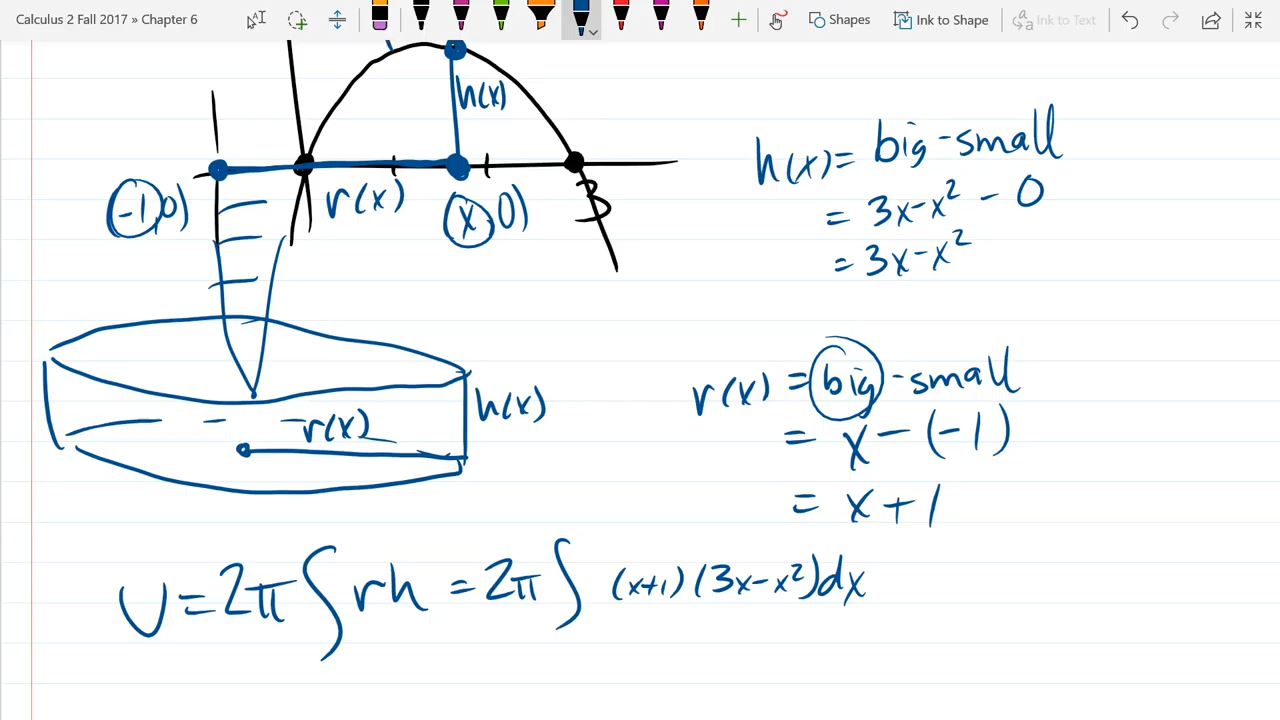 Calculus 2 Fall 2017 » Chapter 6
Shapes
Ink to Shape
Ink to Text
h(x)
(-1,0)
r(x)
(x,0)
3
h(x) = big-small
= 3x-x² - 0
= 3x-x²
r(x)
h(x)
r(x) = big-small
= x-(-1)
= x+1
V=2π∫rh = 2π∫ (x+1)(3x-x²)dx